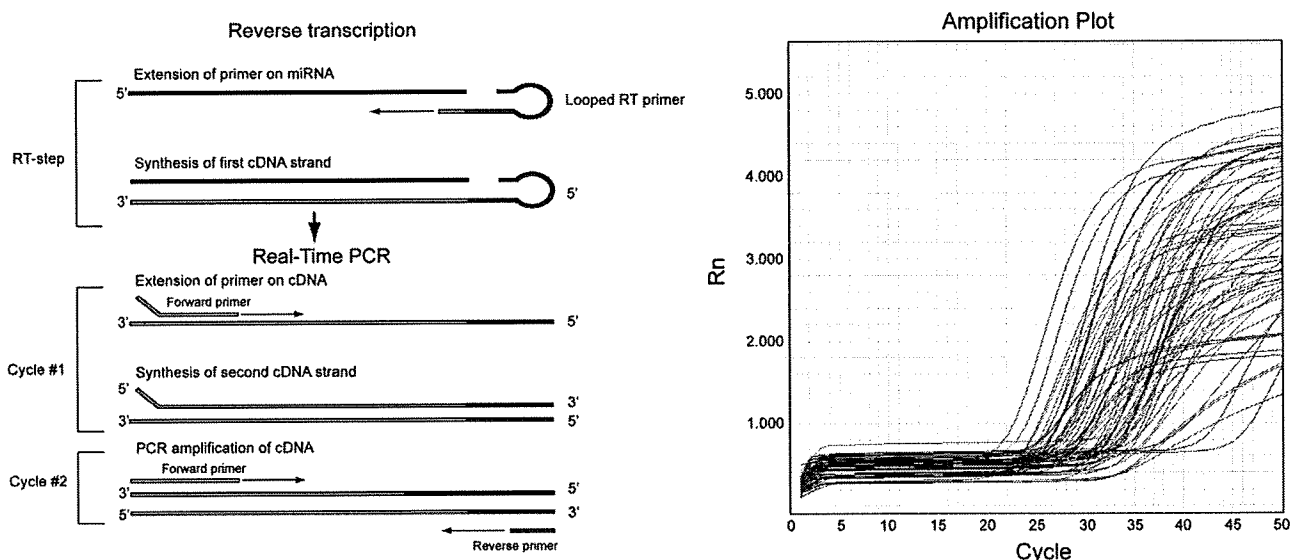 Reverse transcription
RT-step
Extension of primer on miRNA
5'
Looped RT primer
Synthesis of first cDNA strand
3'
5'
Real-Time PCR
Cycle #1
Extension of primer on cDNA
Forward primer
3'
5'
Synthesis of second cDNA strand
5'
3'
3'
5'
Cycle #2
PCR amplification of cDNA
Forward primer
3'
5'
5'
3'
Reverse primer
Amplification Plot
Rn
5.000
4.000
3.000
2.000
1.000
0 5 10 15 20 25 30 35 40 45 50
Cycle